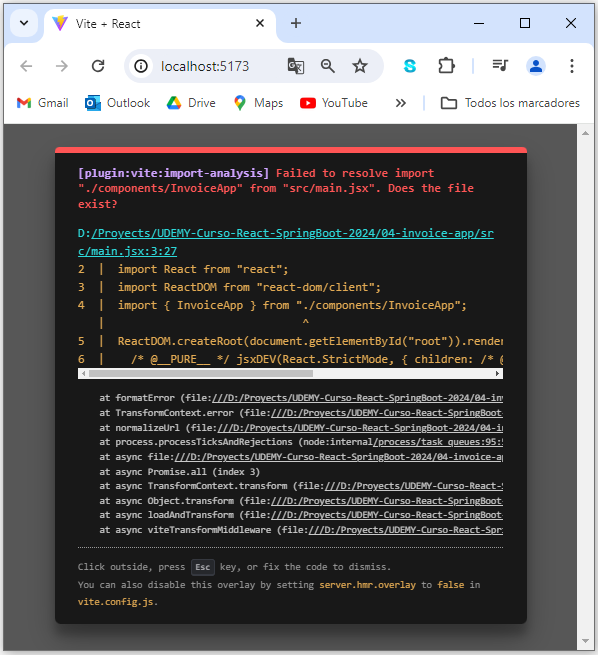 Vite + React
localhost:5173
Gmail Outlook Drive Maps YouTube » Todos los marcadores
[plugin:vite:import-analysis] Failed to resolve import
"./components/InvoiceApp" from "src/main.jsx". Does the file
exist?
D:/Proyects/UDEMY-Curso-React-SpringBoot-2024/04-invoice-app/sr
c/main.jsx:3:27
2 | import React from "react";
3 | import ReactDOM from "react-dom/client";
4 | import { InvoiceApp } from "./components/InvoiceApp";
| ^
5 | ReactDOM.createRoot(document.getElementById("root")).render
6 | /* @__PURE__ */ jsxDEV(React.StrictMode, { children: /* @
at formatError (file:///D:/Proyects/UDEMY-Curso-React-SpringBoot-2024/04-inv
at TransformContext.error (file:///D:/Proyects/UDEMY-Curso-React-SpringBoot-
at normalizeUrl (file:///D:/Proyects/UDEMY-Curso-React-SpringBoot-2024/04-in
at process.processTicksAndRejections (node:internal/process/task_queues:95:5
at async file:///D:/Proyects/UDEMY-Curso-React-SpringBoot-2024/04-invoice-ap
at async Promise.all (index 3)
at async TransformContext.transform (file:///D:/Proyects/UDEMY-Curso-React-S
at async Object.transform (file:///D:/Proyects/UDEMY-Curso-React-SpringBoot-
at async loadAndTransform (file:///D:/Proyects/UDEMY-Curso-React-SpringBoot-
at async viteTransformMiddleware (file:///D:/Proyects/UDEMY-Curso-React-Spri
Click outside, press Esc key, or fix the code to dismiss.
You can also disable this overlay by setting server.hmr.overlay to false in
vite.config.js.